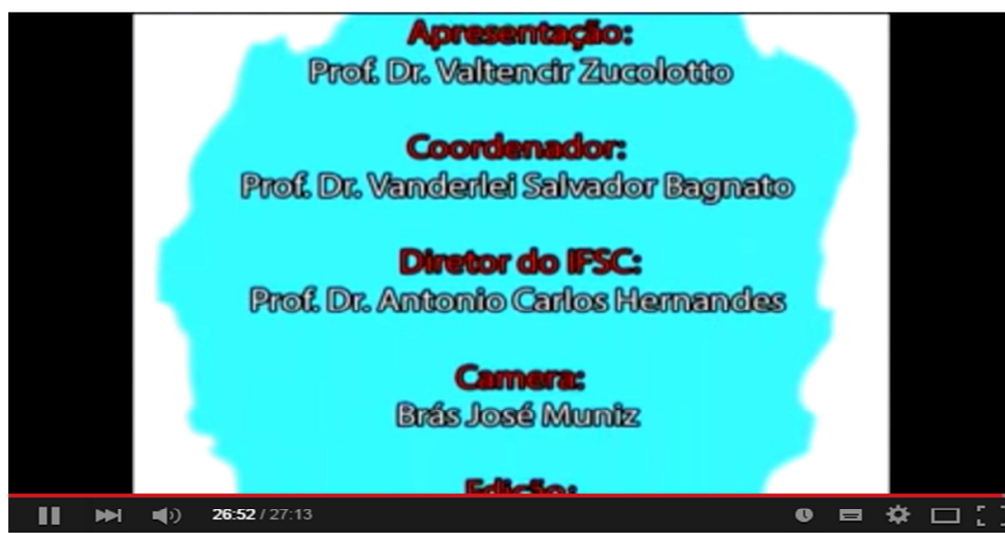 Apresentação:
Prof. Dr. Valtencir Zucolotto
Coordenador:
Prof. Dr. Vanderlei Salvador Bagnato
Diretor do IFSC:
Prof. Dr. Antonio Carlos Hernandes
Camera:
Brás José Muniz
Edição:
26:52 / 27:13